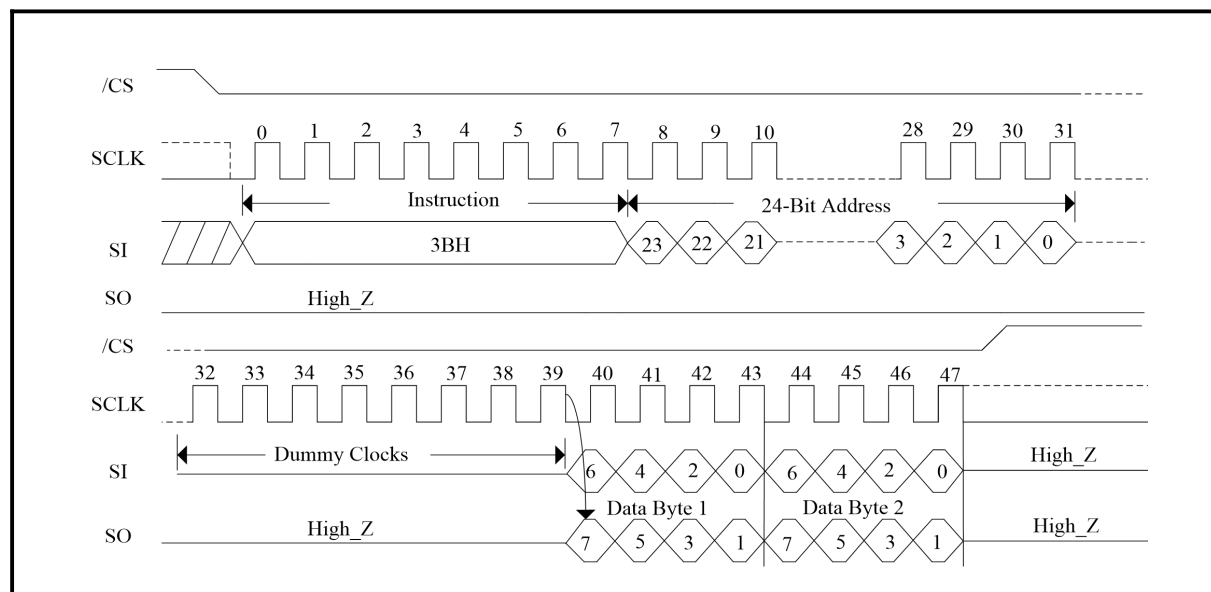 /CS
0 1 2 3 4 5 6 7 8 9 10 28 29 30 31
SCLK
Instruction 24-Bit Address
SI 3BH 23 22 21 3 2 1 0
SO High_Z
/CS
32 33 34 35 36 37 38 39 40 41 42 43 44 45 46 47
SCLK
Dummy Clocks
SI 6 4 2 0 6 4 2 0 High_Z
Data Byte 1 Data Byte 2
SO High_Z 7 5 3 1 7 5 3 1 High_Z